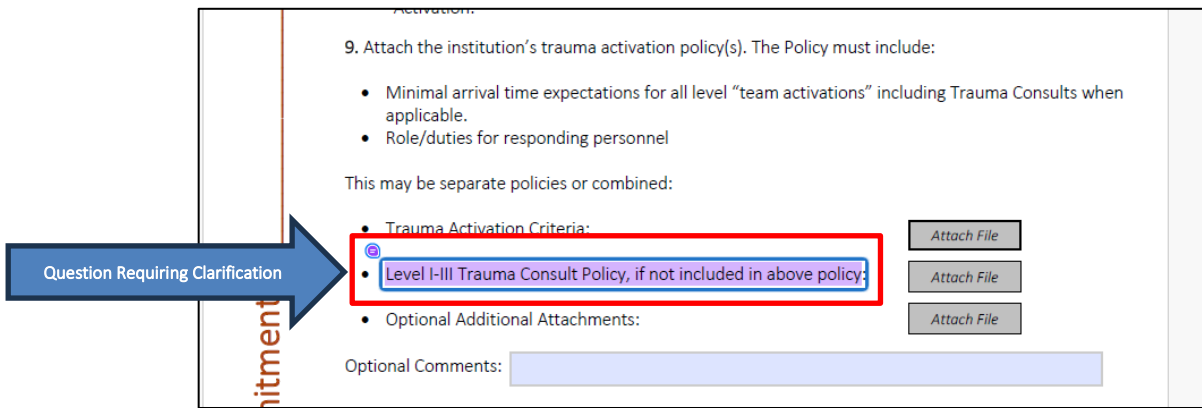 Activation:
9. Attach the institution's trauma activation policy(s). The Policy must include:
• Minimal arrival time expectations for all level "team activations" including Trauma Consults when
applicable.
• Role/duties for responding personnel
This may be separate policies or combined:
• Trauma Activation Criteria:
Attach File
Question Requiring Clarification
• Level I-III Trauma Consult Policy, if not included in above policy:
Attach File
• Optional Additional Attachments:
Attach File
Optional Comments:
itment